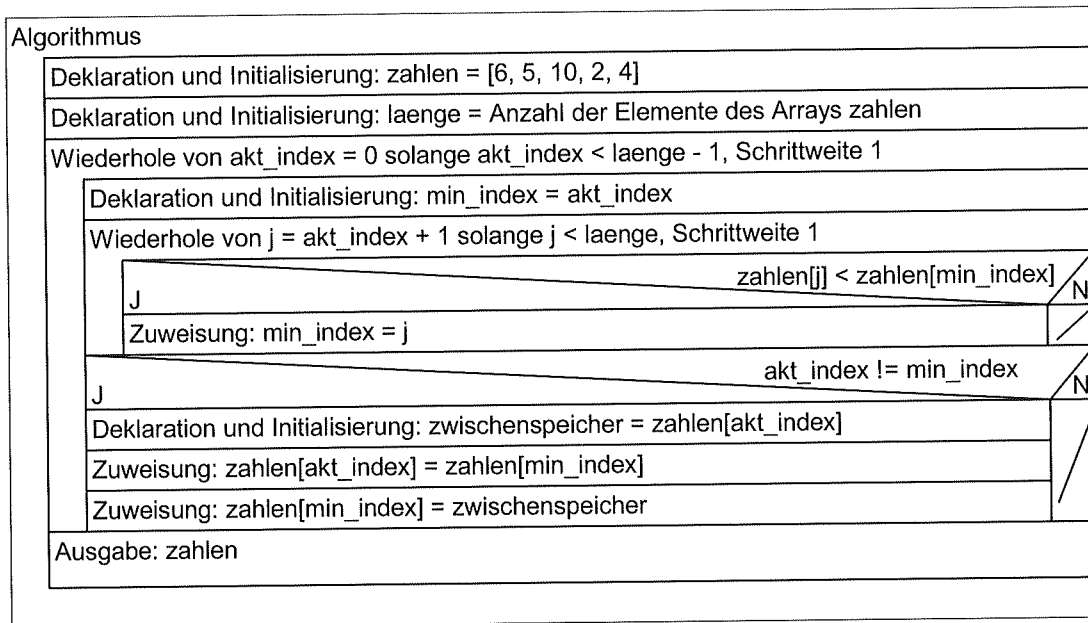 Algorithmus
Deklaration und Initialisierung: zahlen = [6, 5, 10, 2, 4]
Deklaration und Initialisierung: laenge = Anzahl der Elemente des Arrays zahlen
Wiederhole von akt_index = 0 solange akt_index < laenge - 1, Schrittweite 1
Deklaration und Initialisierung: min_index = akt_index
Wiederhole von j = akt_index + 1 solange j < laenge, Schrittweite 1
zahlen[j] < zahlen[min_index]
J N
Zuweisung: min_index = j
akt_index != min_index
J N
Deklaration und Initialisierung: zwischenspeicher = zahlen[akt_index]
Zuweisung: zahlen[akt_index] = zahlen[min_index]
Zuweisung: zahlen[min_index] = zwischenspeicher
Ausgabe: zahlen